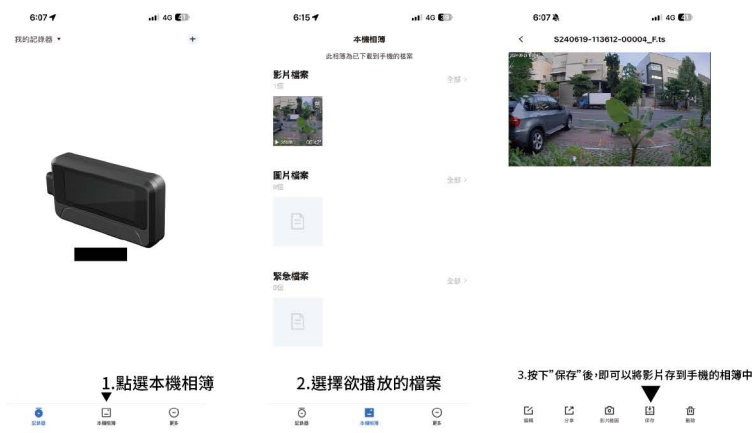 6:07
4G
我的記錄器
+
1.點選本機相簿
記錄器
本機相簿
更多
6:15
4G
本機相簿
此相簿為已下載到手機的檔案
影片檔案
1個
全部 >
00:42
圖片檔案
0個
全部 >
緊急檔案
0個
全部 >
2.選擇欲播放的檔案
記錄器
本機相簿
更多
6:07
4G
S240619-113612-00004_F.ts
3.按下”保存”後,即可以將影片存到手機的相簿中
編輯
分享
影片截圖
保存
刪除